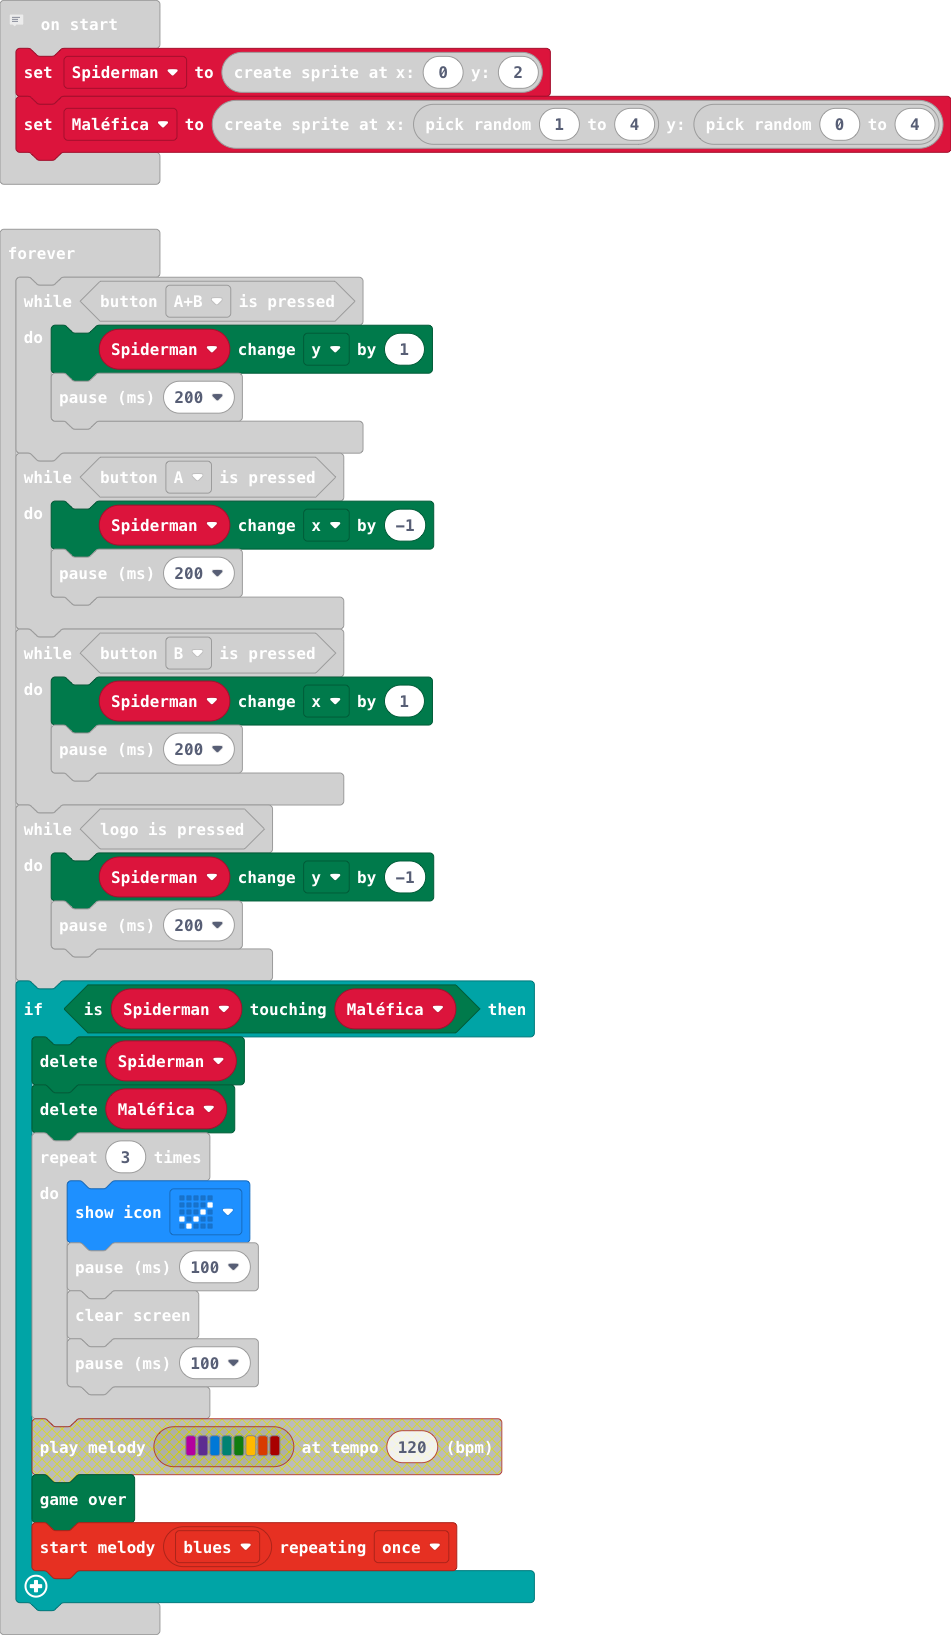 on start
set Spiderman to create sprite at x: 0 y: 2
set Maléfica to create sprite at x: pick random 1 to 4 y: pick random 0 to 4
forever
while button A+B is pressed
do Spiderman change y by 1
pause (ms) 200
while button A is pressed
do Spiderman change x by -1
pause (ms) 200
while button B is pressed
do Spiderman change x by 1
pause (ms) 200
while logo is pressed
do Spiderman change y by -1
pause (ms) 200
if is Spiderman touching Maléfica then
delete Spiderman
delete Maléfica
repeat 3 times
do show icon
pause (ms) 100
clear screen
pause (ms) 100
play melody at tempo 120 (bpm)
game over
start melody blues repeating once